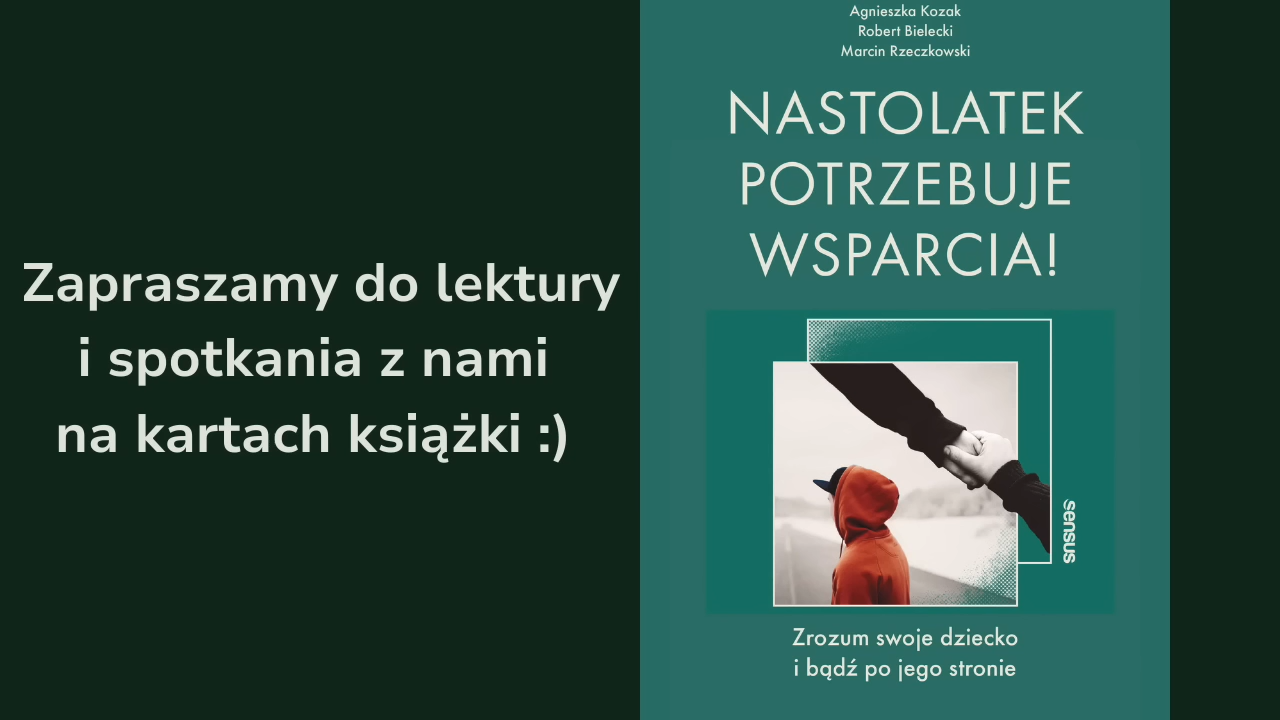 Zapraszamy do lektury
i spotkania z nami
na kartach książki :)
Agnieszka Kozak
Robert Bielecki
Marcin Rzeczkowski
NASTOLATEK
POTRZEBUJE
WSPARCIA!
sensus
Zrozum swoje dziecko
i bądź po jego stronie